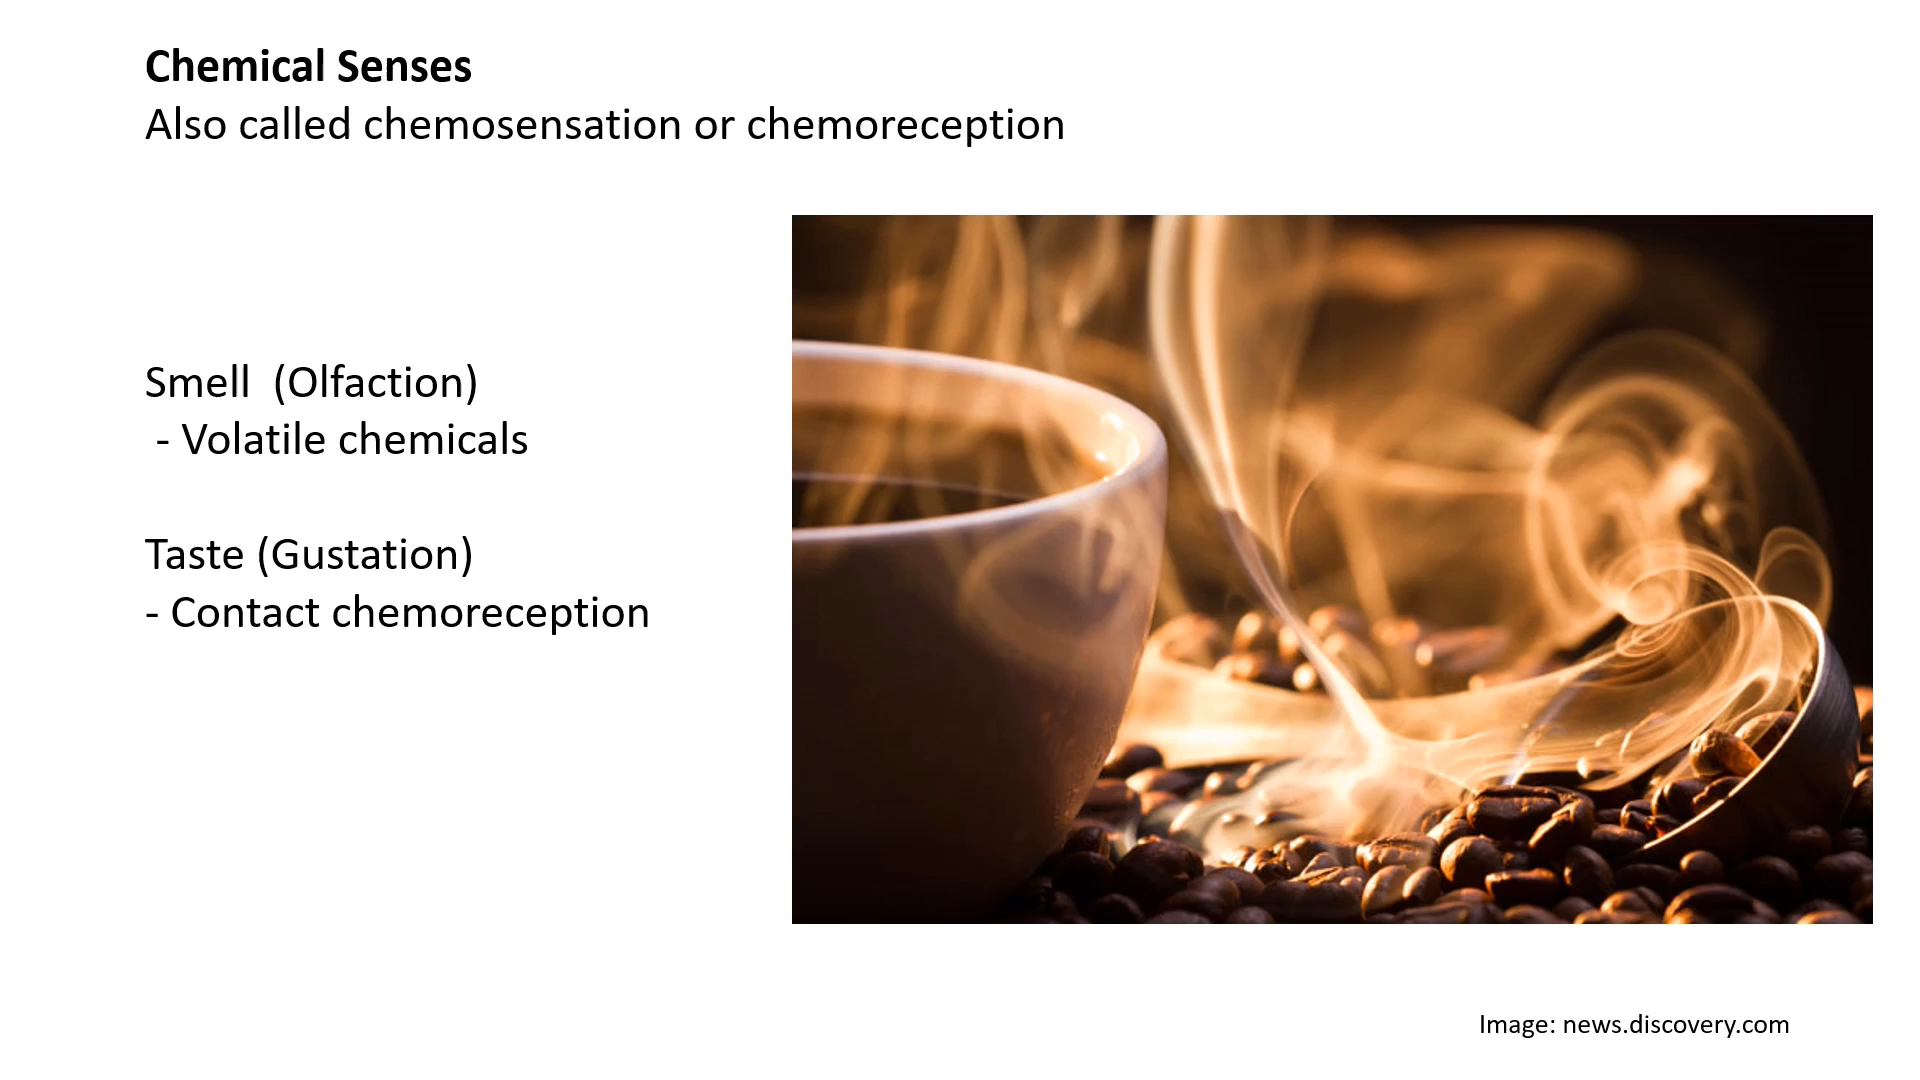 Chemical Senses
Also called chemosensation or chemoreception
Smell  (Olfaction)
- Volatile chemicals
Taste (Gustation)
- Contact chemoreception
Image: news.discovery.com